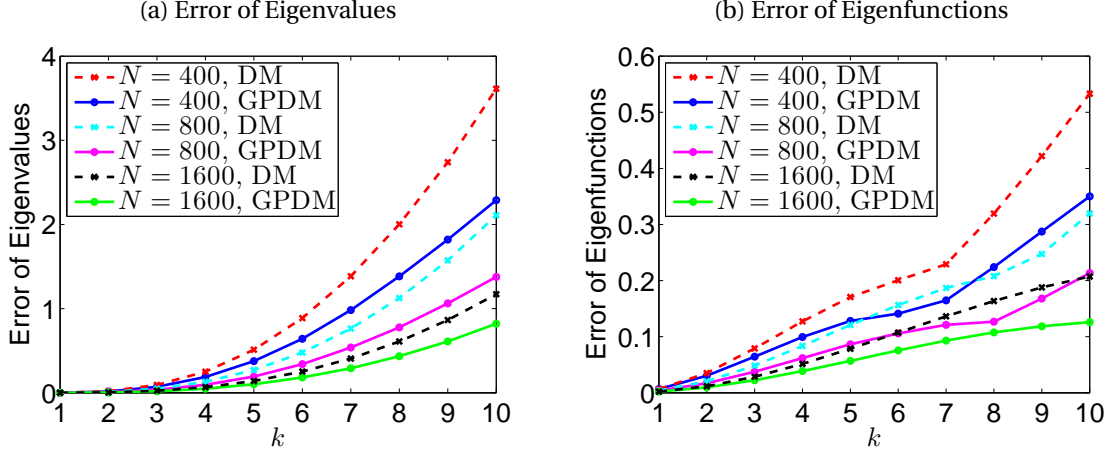 (a) Error of Eigenvalues
4
3
2
1
0
Error of Eigenvalues
N = 400, DM
N = 400, GPDM
N = 800, DM
N = 800, GPDM
N = 1600, DM
N = 1600, GPDM
1 2 3 4 5 6 7 8 9 10
k
(b) Error of Eigenfunctions
0.6
0.5
0.4
0.3
0.2
0.1
0
Error of Eigenfunctions
N = 400, DM
N = 400, GPDM
N = 800, DM
N = 800, GPDM
N = 1600, DM
N = 1600, GPDM
1 2 3 4 5 6 7 8 9 10
k